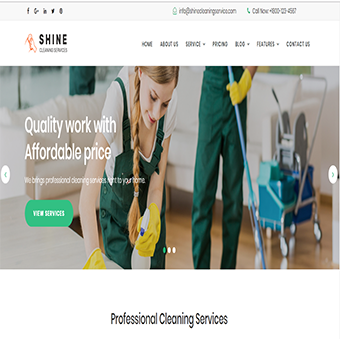 info@shinecleaningservice.com Call Now: +1800-123-4567
SHINE
CLEANING SERVICES
HOME ABOUT US SERVICE PRICING BLOG FEATURES CONTACT US
Quality work with
Affordable price
We brings professional cleaning services, right to your home.
VIEW SERVICES
Professional Cleaning Services